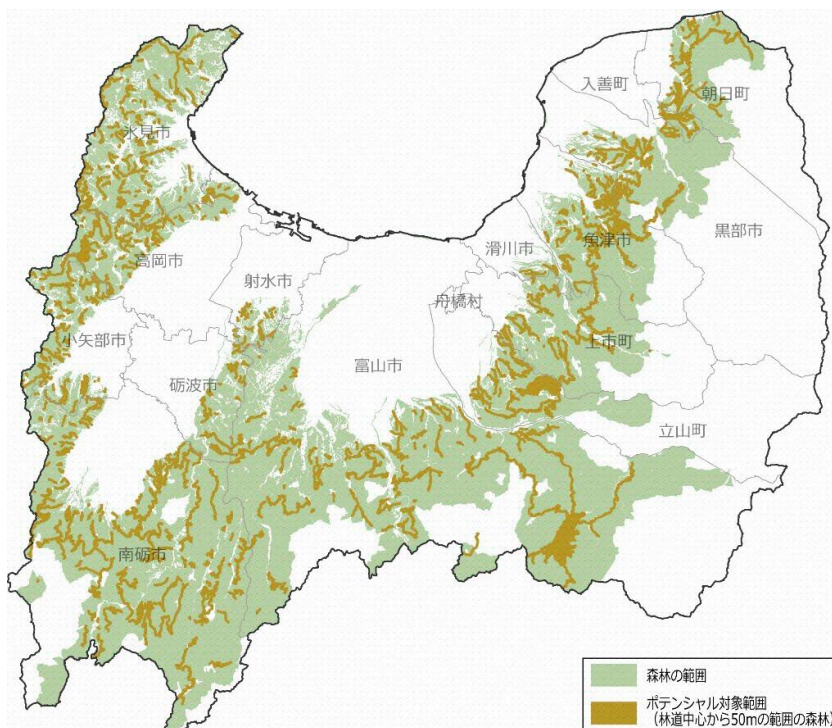 入善町
朝日町
氷見市
黒部市
魚津市
滑川市
高岡市
射水市
舟橋村
小矢部市
上市町
富山市
砺波市
立山町
南砺市
森林の範囲
ポテンシャル対象範囲
(林道中心から50mの範囲の森林)